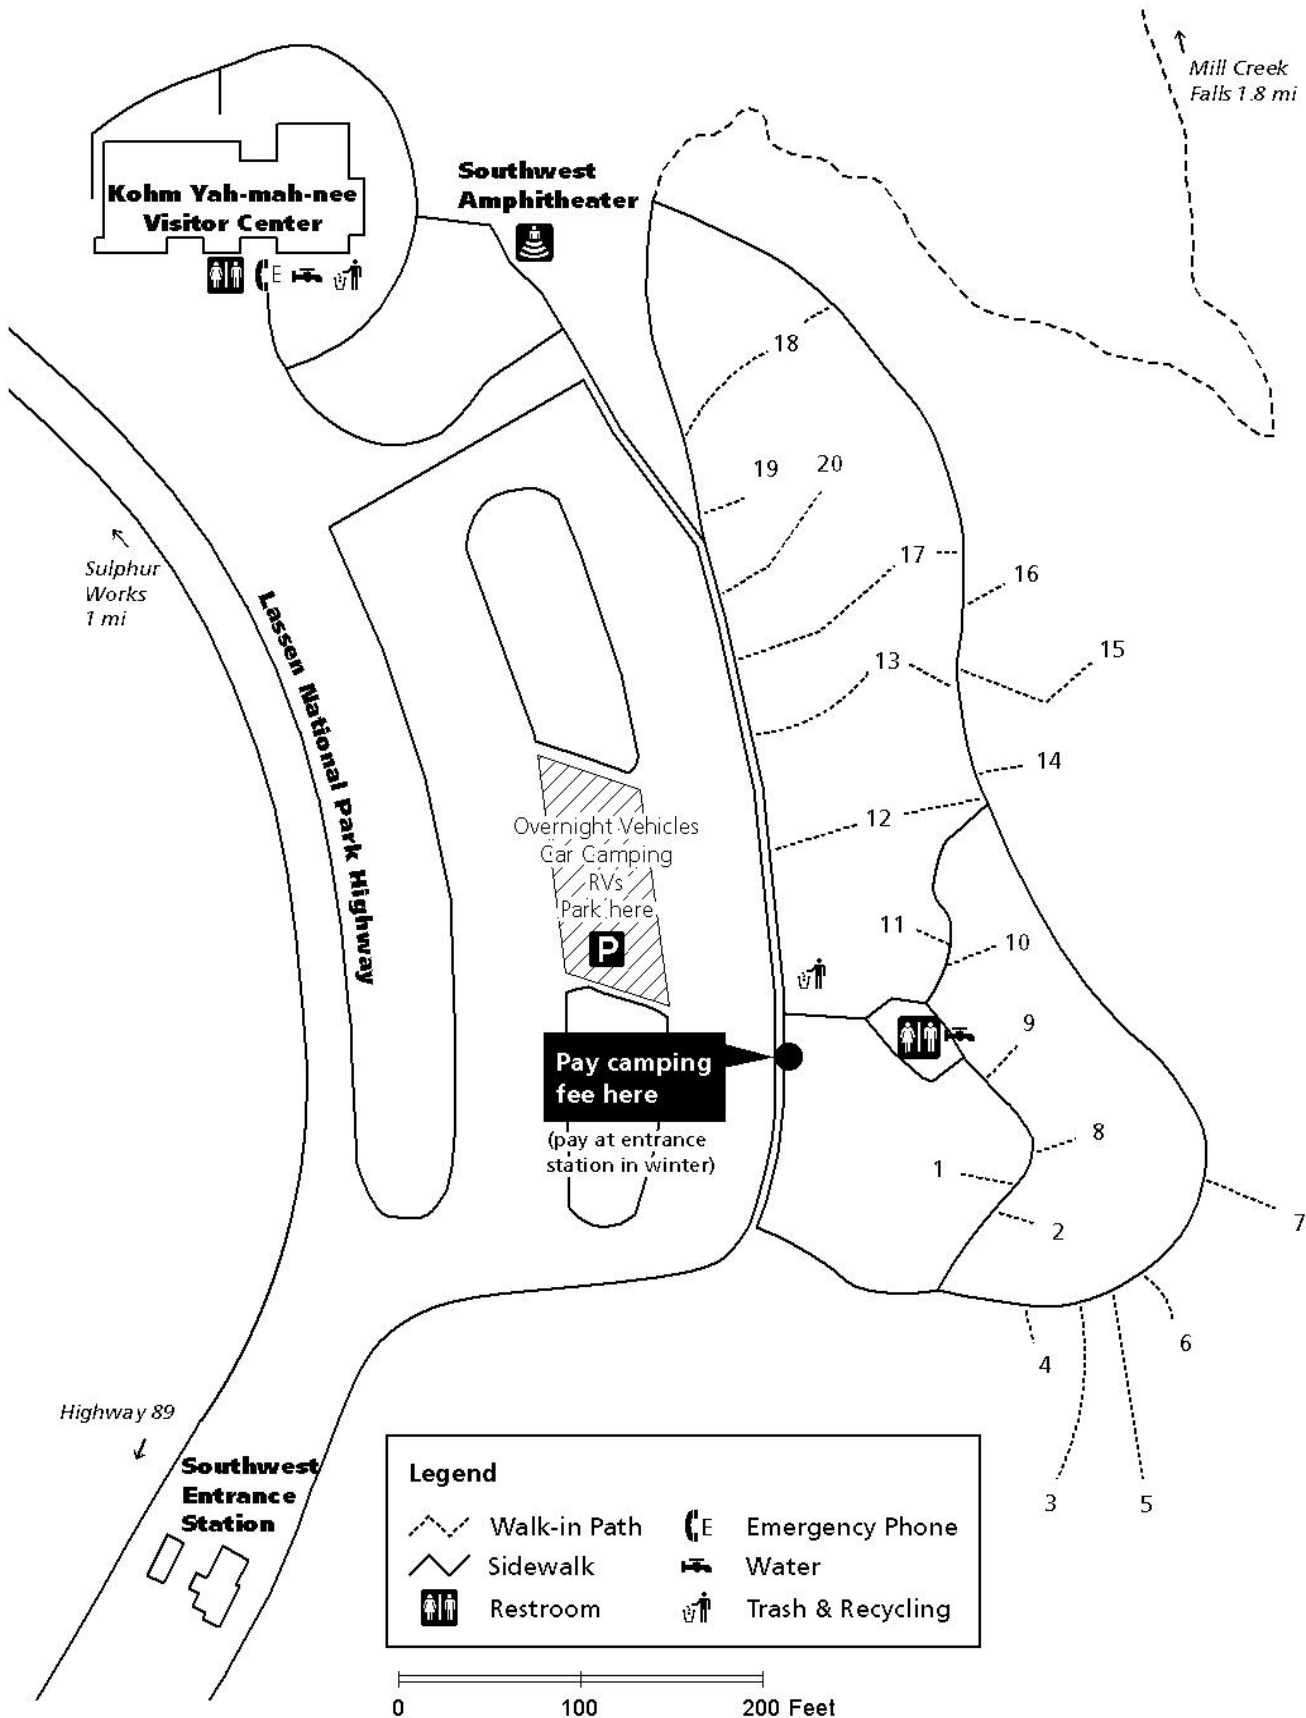 Mill Creek
Falls 1.8 mi
Southwest
Amphitheater
Kohm Yah-mah-nee
Visitor Center
E
18
19
20
17
16
Sulphur
Works
1 mi
Lassen National Park Highway
13
15
14
12
Overnight Vehicles
Car Camping
RVs
Park here
P
11
10
9
Pay camping
fee here
(pay at entrance
station in winter)
8
1
2
7
6
4
3
5
Highway 89
Southwest
Entrance
Station
Legend
Walk-in Path
E
Emergency Phone
Sidewalk
Water
Restroom
Trash & Recycling
0
100
200 Feet